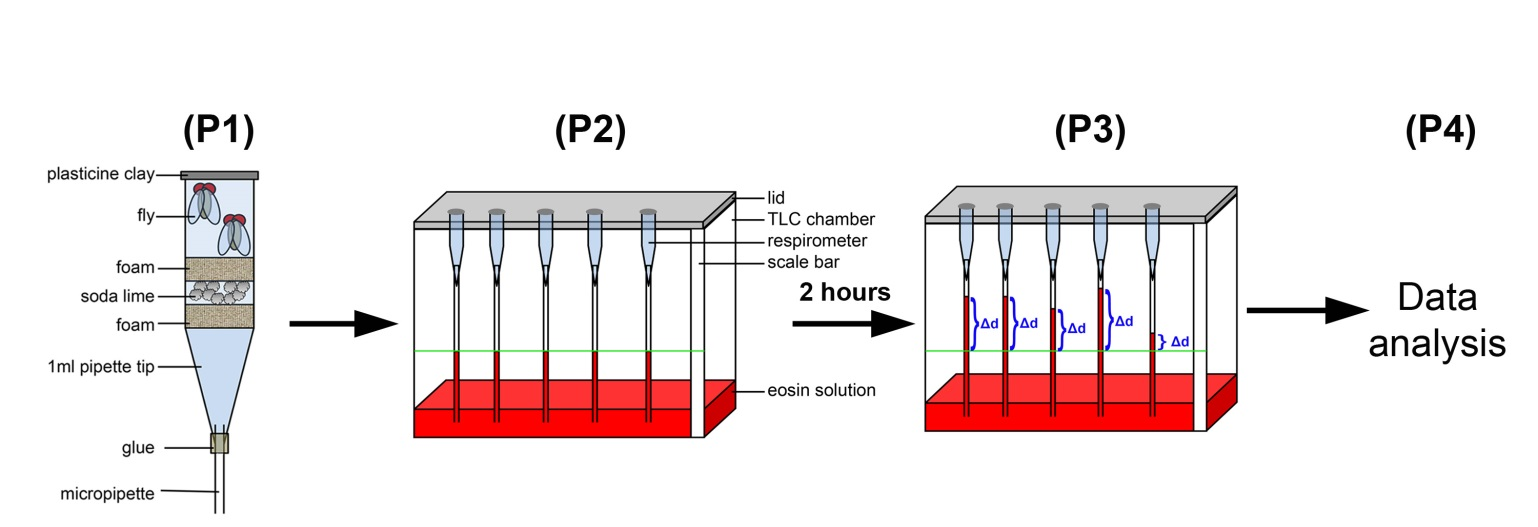 (P1)
(P2)
(P3)
(P4)
plasticine clay
fly
foam
soda lime
foam
1ml pipette tip
glue
micropipette
lid
TLC chamber
respirometer
scale bar
eosin solution
2 hours
Δd
Δd
Δd
Δd
Δd
Data
analysis